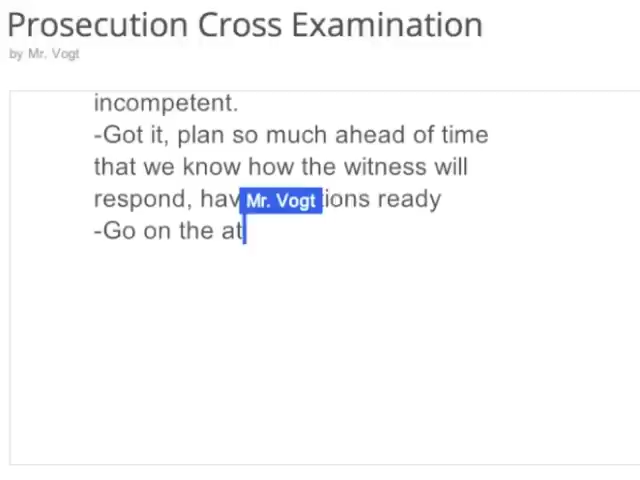 Prosecution Cross Examination
by Mr. Vogt
incompetent.
-Got it, plan so much ahead of time
that we know how the witness will
respond, hav Mr. Vogt ions ready
-Go on the at